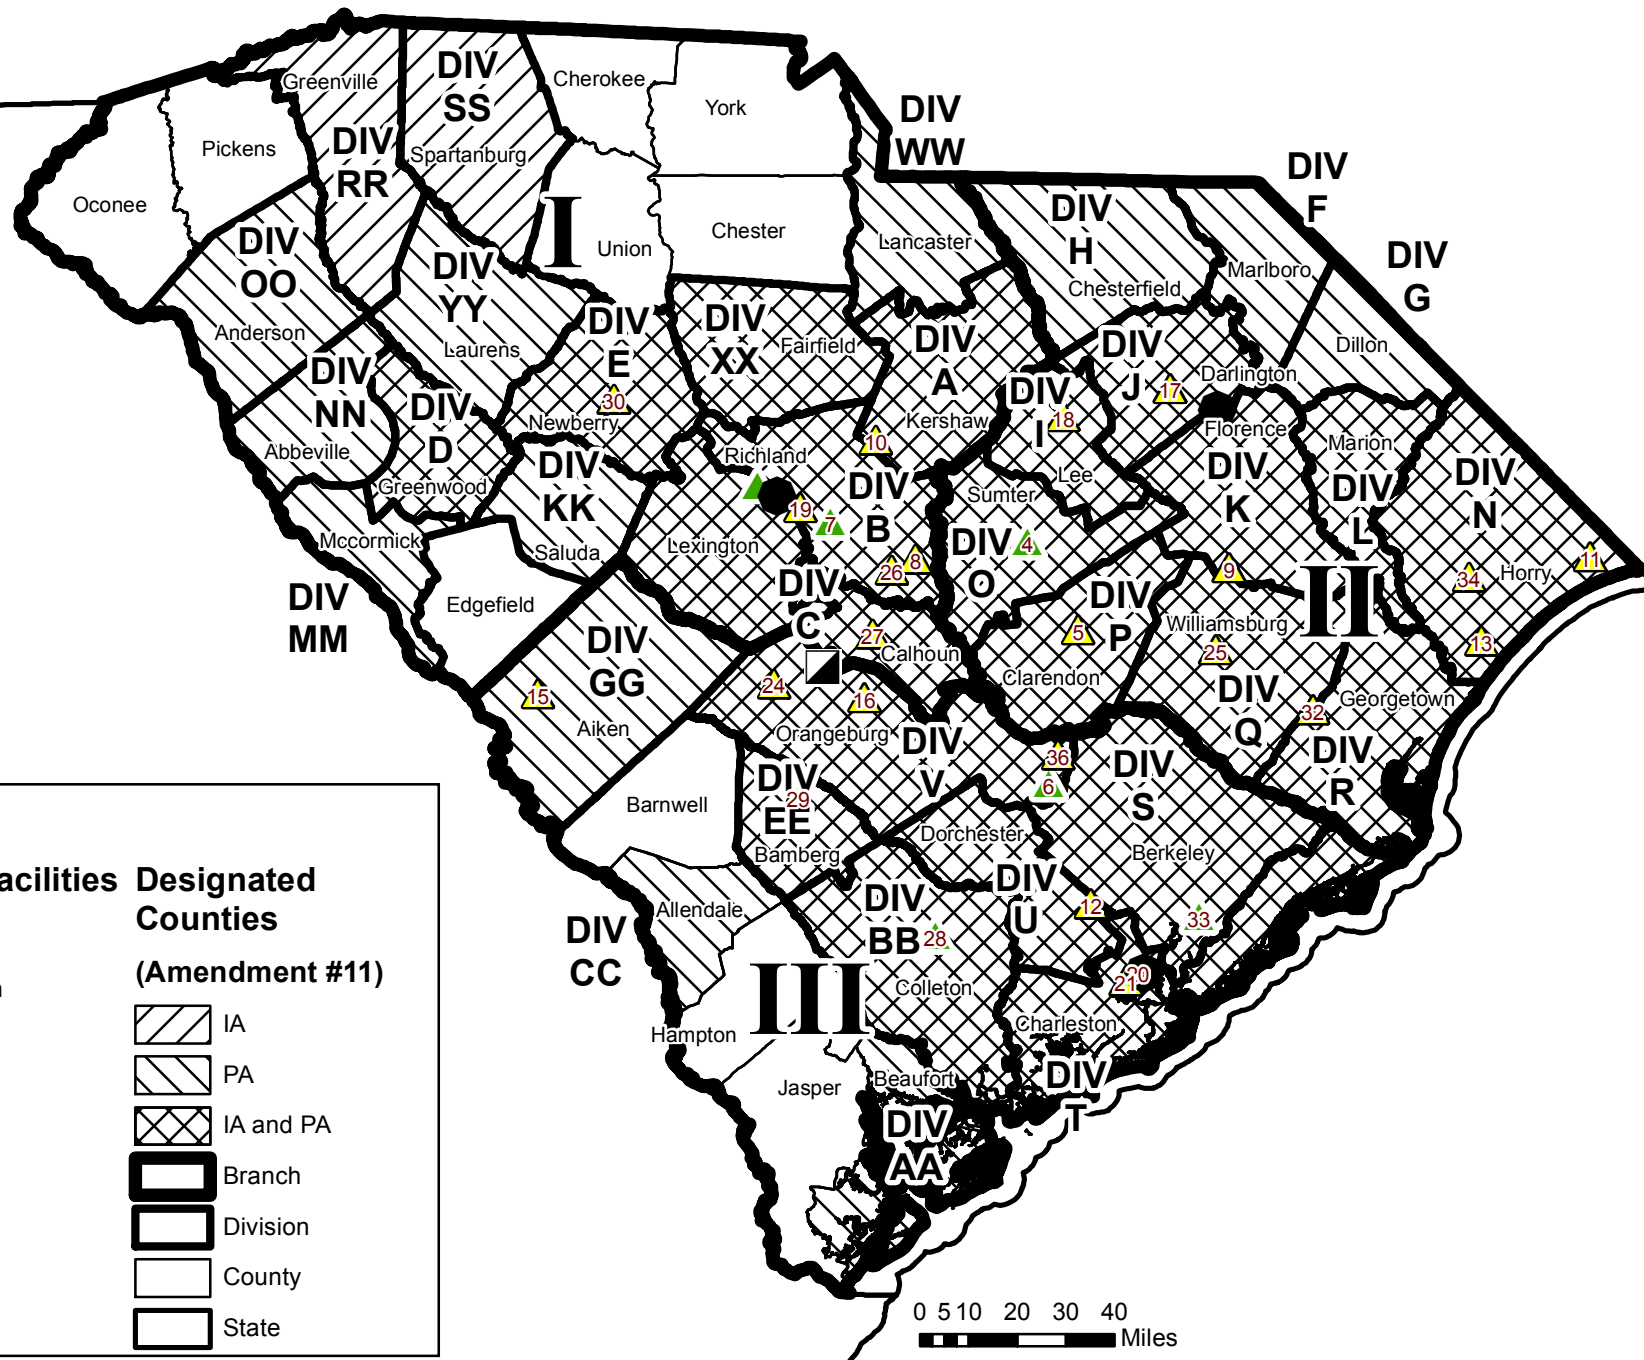 Greenville
DIV
SS
Cherokee
York
DIV
WW
Pickens
DIV
RR
Spartanburg
DIV
F
Oconee
I
Union
Chester
DIV
H
Lancaster
DIV
OO
DIV
YY
Marlboro
DIV
G
Chesterfield
Anderson
Laurens
DIV
E
DIV
XX
Fairfield
DIV
A
DIV
J
Dillon
Darlington
DIV
NN
DIV
D
30
Newberry
Kershaw
DIV
I
18
17
Florence
Marion
Abbeville
Greenwood
DIV
KK
Richland
10
Lee
DIV
K
DIV
L
DIV
N
Mccormick
Saluda
Lexington
19
7
DIV
B
26
8
Sumter
DIV
O
4
9
II
34
Horry
11
DIV
MM
Edgefield
DIV
C
27
Calhoun
5
DIV
P
Clarendon
Williamsburg
25
13
DIV
GG
15
Aiken
24
16
Orangeburg
DIV
V
DIV
Q
32
Georgetown
DIV
R
36
6
DIV
S
Barnwell
DIV
EE
29
Bamberg
Dorchester
Berkeley
DIV
U
12
33
Allendale
DIV
CC
DIV
BB
28
III
Colleton
20
21
Charleston
DIV
T
Hampton
Jasper
Beaufort
DIV
AA
acilities
Designated
Counties
(Amendment #11)
IA
PA
IA and PA
Branch
Division
County
State
0 5 10 20 30 40
Miles